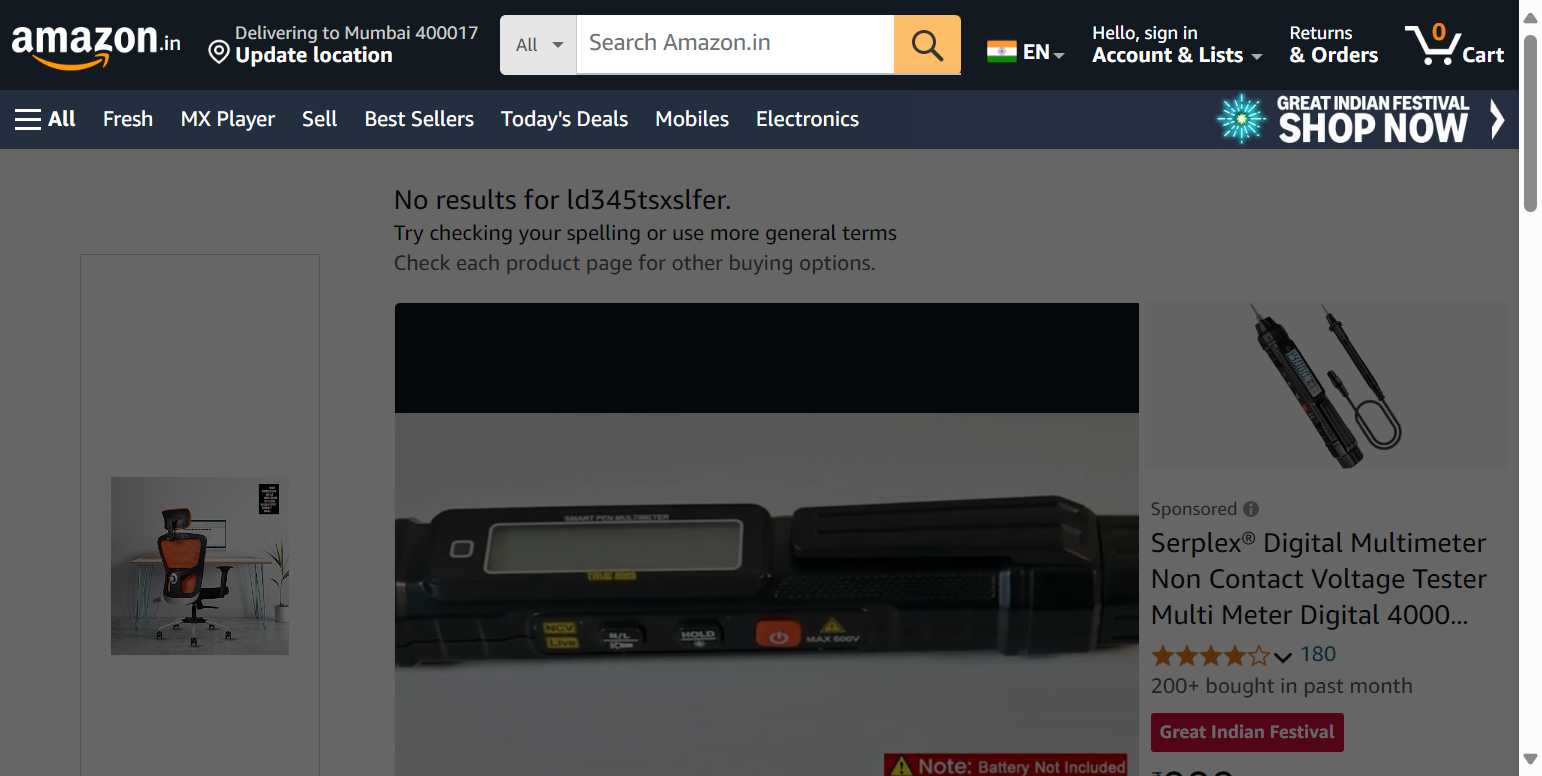 amazon.in
Delivering to Mumbai 400017
Update location
All
Search Amazon.in
EN
Hello, sign in
Account & Lists
Returns
& Orders
0
Cart
All
Fresh
MX Player
Sell
Best Sellers
Today's Deals
Mobiles
Electronics
GREAT INDIAN FESTIVAL
SHOP NOW
No results for ld345tsxslfer.
Try checking your spelling or use more general terms
Check each product page for other buying options.
SMART PEN MULTIMETER
NCV
Live
N/L
HOLD
MAX 600V
Note: Battery Not Included
Sponsored
Serplex® Digital Multimeter
Non Contact Voltage Tester
Multi Meter Digital 4000...
180
200+ bought in past month
Great Indian Festival